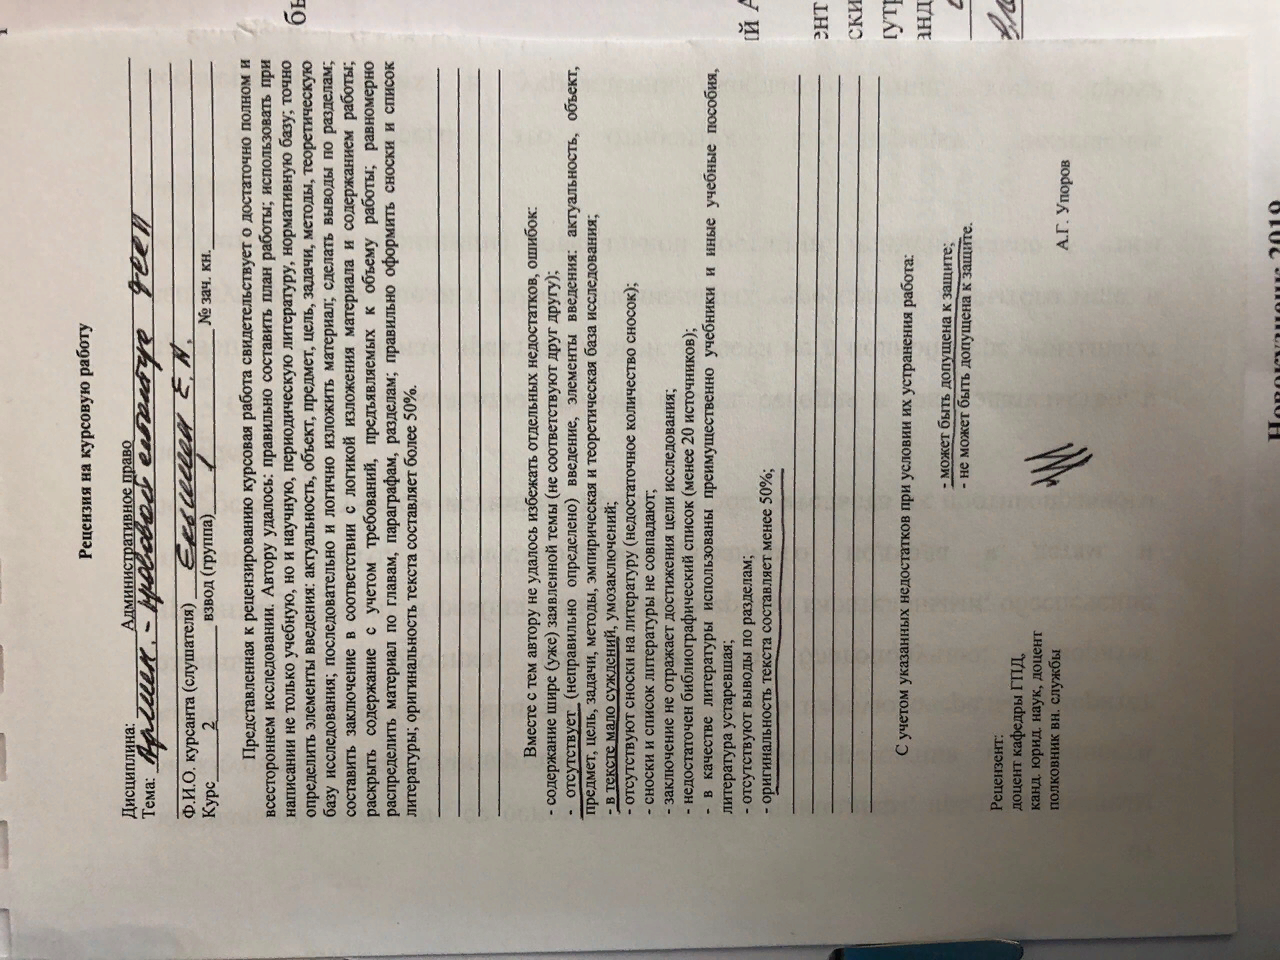 Рецензия на курсовую работу
Дисциплина: Административное право
Тема: - правовой
Ф.И.О. курсанта (слушателя) Е.Н.
Курс 2 взвод (группа) № зач. кн.
Представленная к рецензированию курсовая работа свидетельствует о достаточно полном и
всестороннем исследовании. Автору удалось: правильно составить план работы; использовать при
написании не только учебную, но и научную, периодическую литературу, нормативную базу; точно
определить элементы введения: актуальность, объект, предмет, цель, задачи, методы, теоретическую
базу исследования; последовательно и логично изложить материал; сделать выводы по разделам;
составить заключение в соответствии с логикой изложения материала и содержанием работы;
раскрыть содержание с учетом требований, предъявляемых к объему работы; равномерно
распределить материал по главам, параграфам, разделам; правильно оформить сноски и список
литературы; оригинальность текста составляет более 50%.
Вместе с тем автору не удалось избежать отдельных недостатков, ошибок:
- содержание шире (уже) заявленной темы (не соответствуют друг другу);
- отсутствует (неправильно определено) введение, элементы введения: актуальность, объект,
предмет, цель, задачи, методы, эмпирическая и теоретическая база исследования;
- в тексте мало суждений, умозаключений;
- отсутствуют сноски на литературу (недостаточное количество сносок);
- сноски и список литературы не совпадают;
- заключение не отражает достижения цели исследования;
- недостаточен библиографический список (менее 20 источников);
- в качестве литературы использованы преимущественно учебники и иные учебные пособия,
литература устаревшая;
- отсутствуют выводы по разделам;
- оригинальность текста составляет менее 50%;
С учетом указанных недостатков при условии их устранения работа:
- может быть допущена к защите;
- не может быть допущена к защите.
Рецензент:
доцент кафедры ГПД,
канд. юрид. наук, доцент
полковник вн. службы А.Г. Упоров